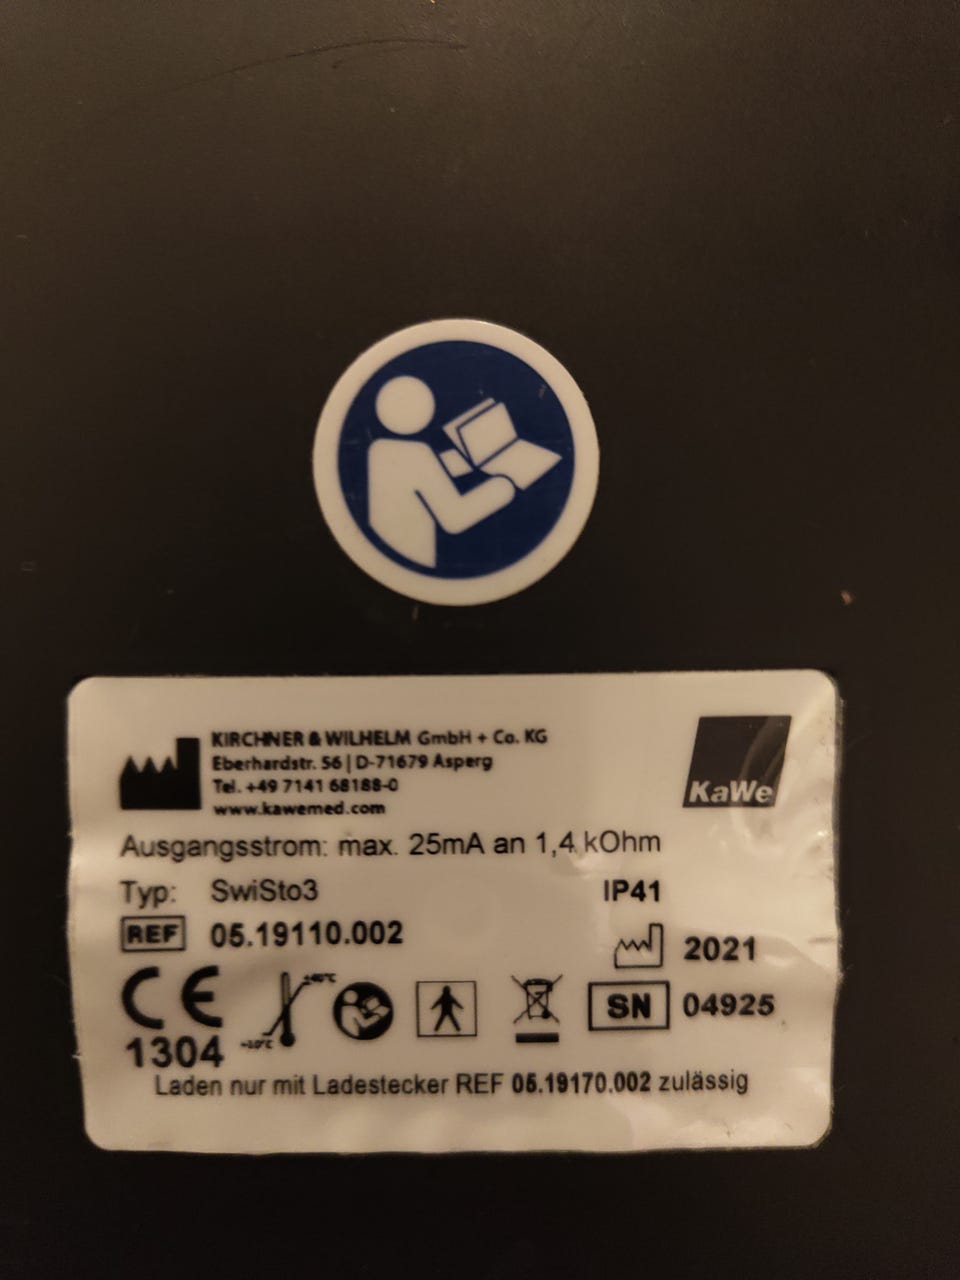 KIRCHNER & WILHELM GmbH + Co. KG
Eberhardstr. 56 | D-71679 Asperg
Tel. +49 7141 68188-0
www.kawemed.com
KaWe
Ausgangsstrom: max. 25mA an 1,4 kOhm
Typ: SwiSto3 IP41
REF 05.19110.002
2021
CE
1304
+40°C
+10°C
SN 04925
Laden nur mit Ladestecker REF 05.19170.002 zulässig